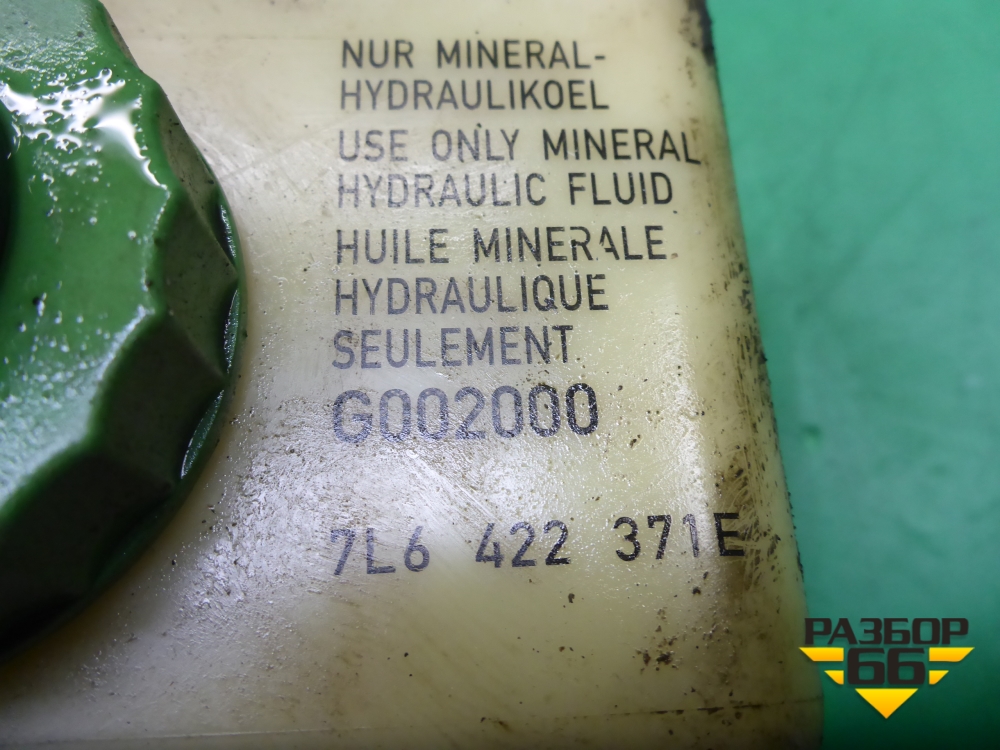 NUR MINERAL-
HYDRAULIKOEL
USE ONLY MINERAL
HYDRAULIC FLUID
HUILE MINERALE
HYDRAULIQUE
SEULEMENT
G002000
7L6 422 371E
РАЗБОР
66